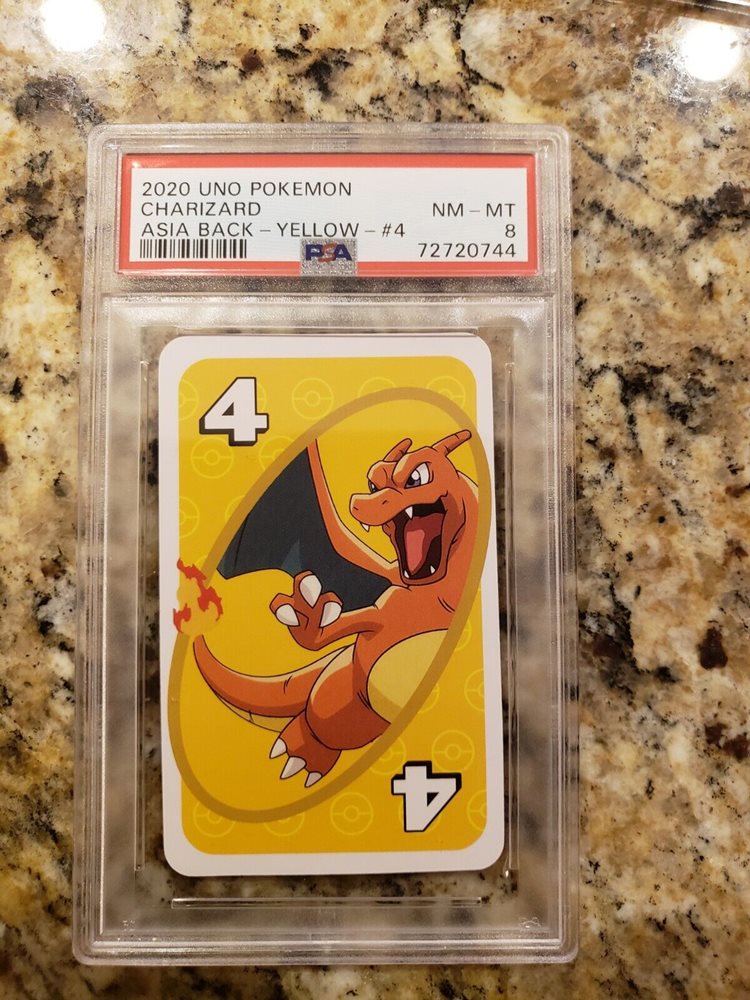 2020 UNO POKEMON
CHARIZARD NM - MT
ASIA BACK - YELLOW - #4 8
PSA 72720744
4
4